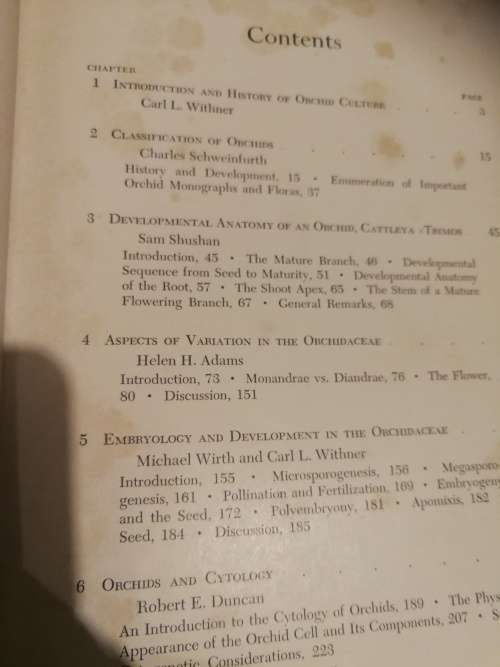 Contents
CHAPTER PAGE
1 INTRODUCTION AND HISTORY OF ORCHID CULTURE . . . 3
Carl L. Withner
2 CLASSIFICATION OF ORCHIDS . . . . 15
Charles Schweinfurth
History and Development, 15 • Enumeration of Important
Orchid Monographs and Floras, 37
3 DEVELOPMENTAL ANATOMY OF AN ORCHID, CATTLEYA × TRIMOS 45
Sam Shushan
Introduction, 45 • The Mature Branch, 46 • Developmental
Sequence from Seed to Maturity, 51 • Developmental Anatomy
of the Root, 57 • The Shoot Apex, 65 • The Stem of a Mature
Flowering Branch, 67 • General Remarks, 68
4 ASPECTS OF VARIATION IN THE ORCHIDACEAE . .
Helen H. Adams
Introduction, 73 • Monandrae vs. Diandrae, 76 • The Flower,
80 • Discussion, 151
5 EMBRYOLOGY AND DEVELOPMENT IN THE ORCHIDACEAE .
Michael Wirth and Carl L. Withner
Introduction, 155 • Microsporogenesis, 156 • Megasporo-
genesis, 161 • Pollination and Fertilization, 169 • Embryogeny
and the Seed, 172 • Polyembryony, 181 • Apomixis, 182
Seed, 184 • Discussion, 185
6 ORCHIDS AND CYTOLOGY . . . .
Robert E. Duncan
An Introduction to the Cytology of Orchids, 189 • The Phys
Appearance of the Orchid Cell and Its Components, 207 • S
Considerations, 223